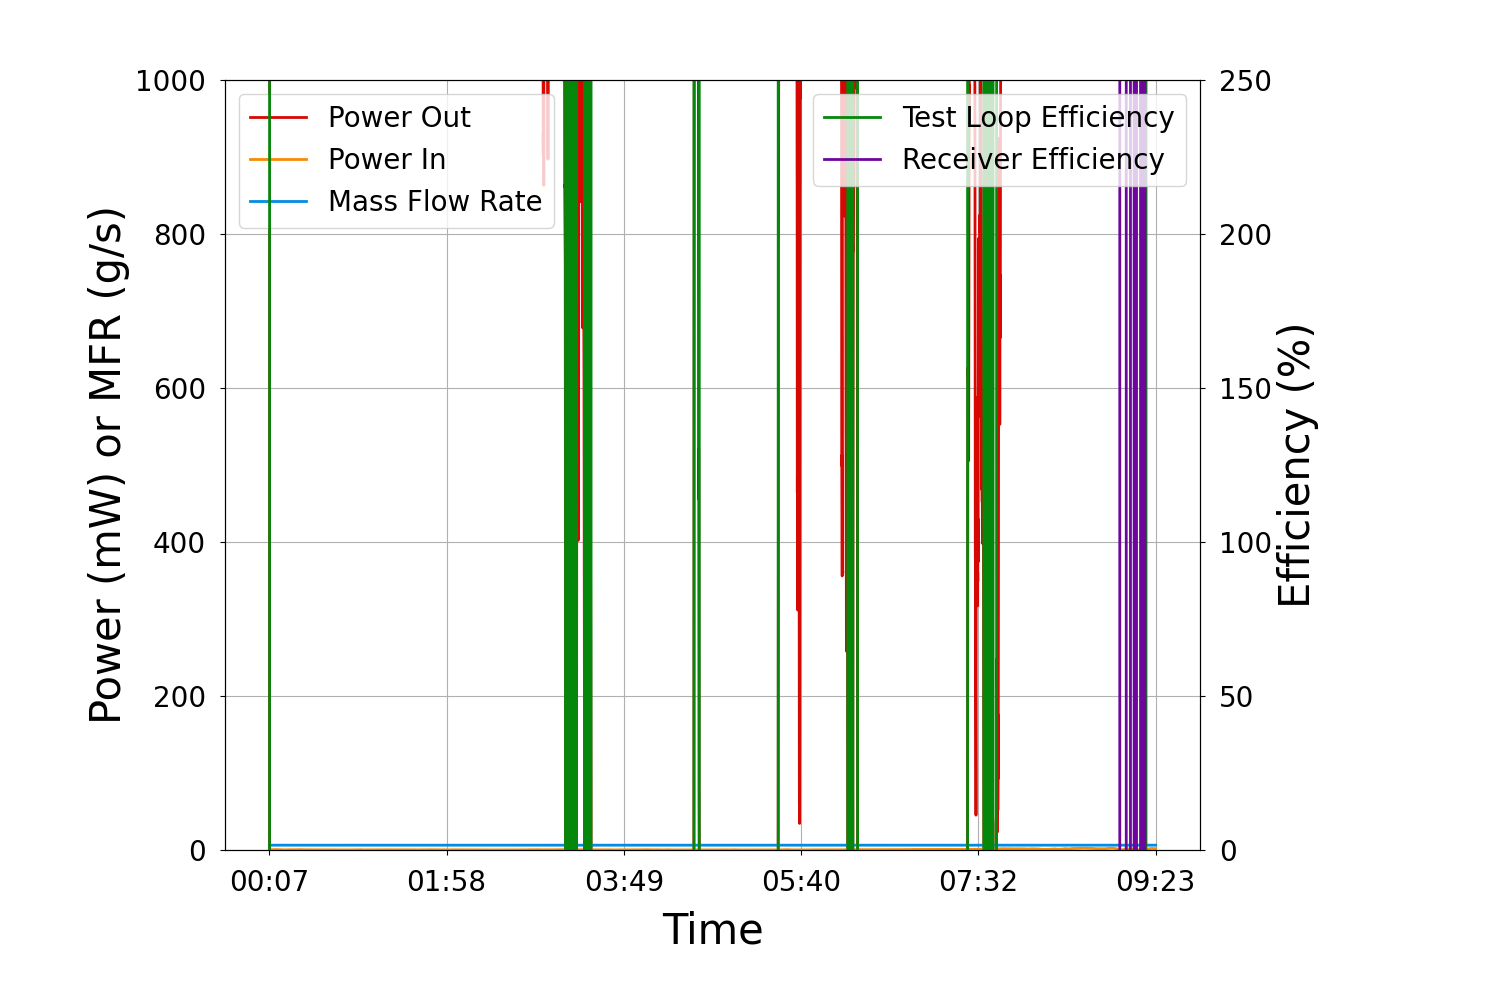 Power Out
Power In
Mass Flow Rate
Test Loop Efficiency
Receiver Efficiency
1000
800
600
400
200
0
250
200
150
100
50
0
Power (mW) or MFR (g/s)
Efficiency (%)
00:07 01:58 03:49 05:40 07:32 09:23
Time